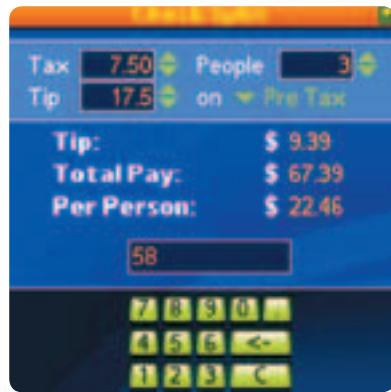 Check Split
Tax 7.50 People 3
Tip 17.5 on Pre Tax
Tip: $ 9.39
Total Pay: $ 67.39
Per Person: $ 22.46
58
7 8 9 0 .
4 5 6 <-
1 2 3 C